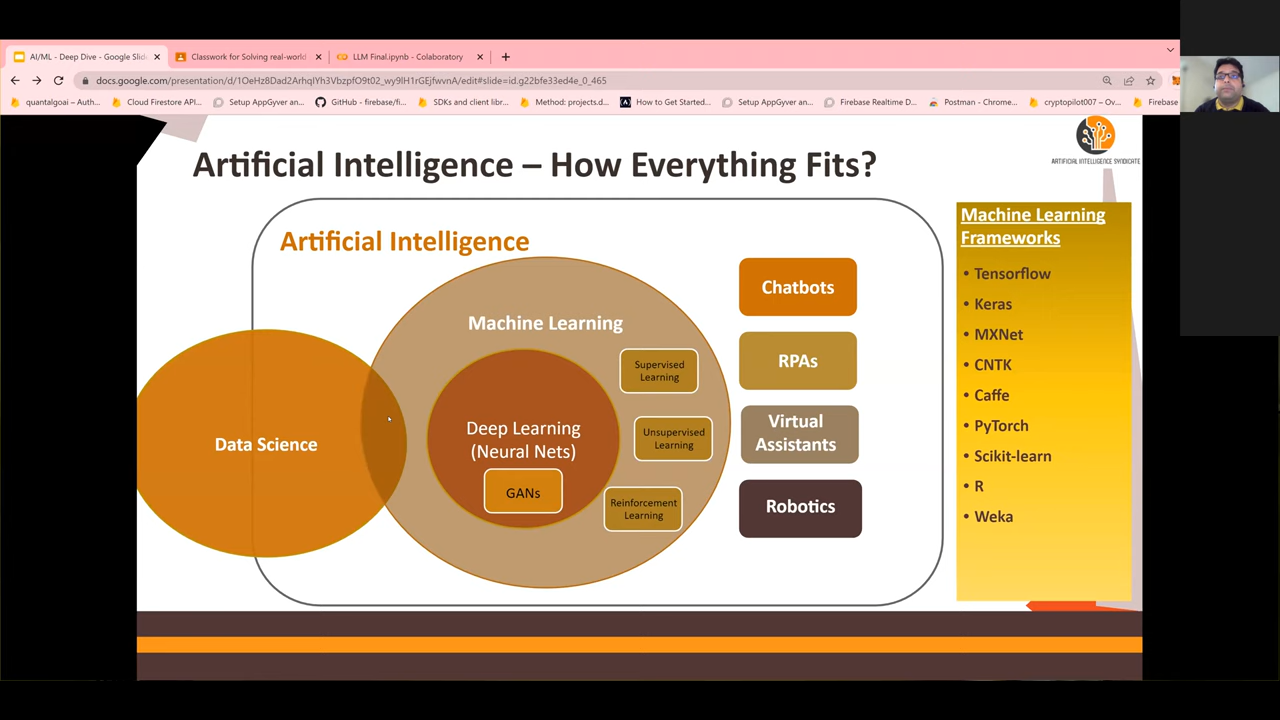 AI/ML - Deep Dive - Google Slid
Classwork for Solving real-world
LLM Final.ipynb - Colaboratory
docs.google.com/presentation/d/1OeHz8Dad2ArhqIYh3VbzpfO9t02_wy9lH1rGEjfwvnA/edit#slide=id.g22bfe33ed4e_0_465
quantalgoai – Auth...
Cloud Firestore API...
Setup AppGyver an...
GitHub - firebase/fi...
SDKs and client libr...
Method: projects.d...
How to Get Started...
Setup AppGyver an...
Firebase Realtime D...
Postman - Chrome...
cryptopilot007 – Ov...
Firebase
Artificial Intelligence – How Everything Fits?
ARTIFICIAL INTELLIGENCE SYNDICATE
Artificial Intelligence
Data Science
Machine Learning
Deep Learning
(Neural Nets)
GANs
Supervised
Learning
Unsupervised
Learning
Reinforcement
Learning
Chatbots
RPAs
Virtual
Assistants
Robotics
Machine Learning
Frameworks
• Tensorflow
• Keras
• MXNet
• CNTK
• Caffe
• PyTorch
• Scikit-learn
• R
• Weka